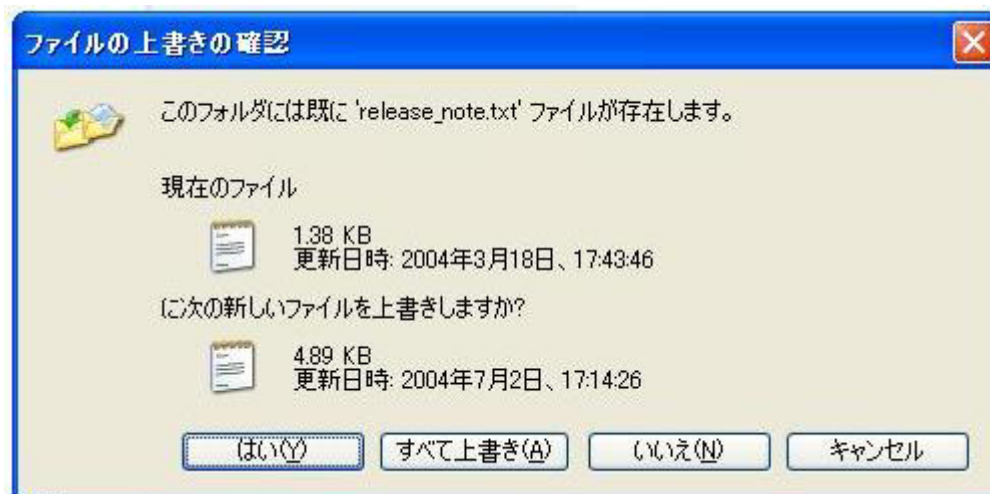 ファイルの上書きの確認
このフォルダには既に 'release_note.txt' ファイルが存在します。
現在のファイル
1.38 KB
更新日時: 2004年3月18日、17:43:46
に次の新しいファイルを上書きしますか?
4.89 KB
更新日時: 2004年7月2日、17:14:26
はい(Y) すべて上書き(A) いいえ(N) キャンセル